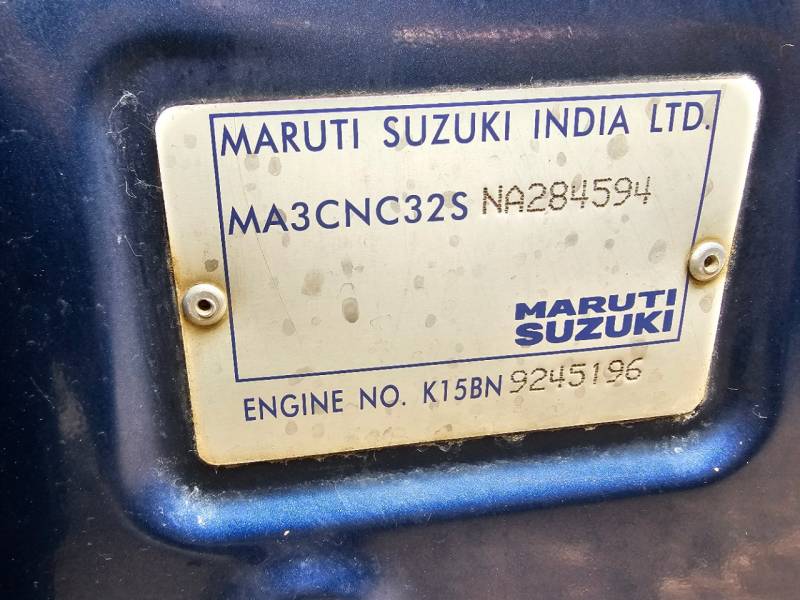 MARUTI SUZUKI INDIA LTD.
MA3CNC32S NA284594
MARUTI
SUZUKI
ENGINE NO. K15BN 9245196